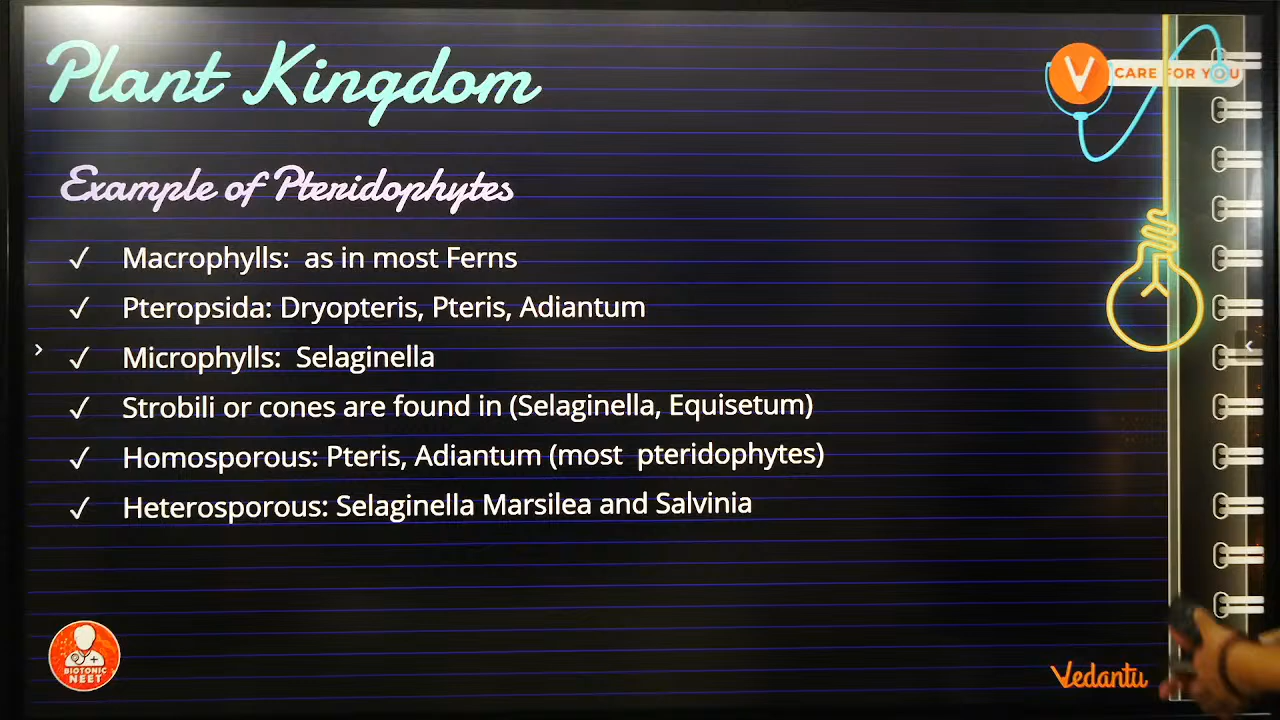 Plant Kingdom
CARE FOR YOU
Example of Pteridophytes
✓ Macrophylls: as in most Ferns
✓ Pteropsida: Dryopteris, Pteris, Adiantum
✓ Microphylls: Selaginella
✓ Strobili or cones are found in (Selaginella, Equisetum)
✓ Homosporous: Pteris, Adiantum (most pteridophytes)
✓ Heterosporous: Selaginella Marsilea and Salvinia
BIOTONIC
NEET
Vedantu